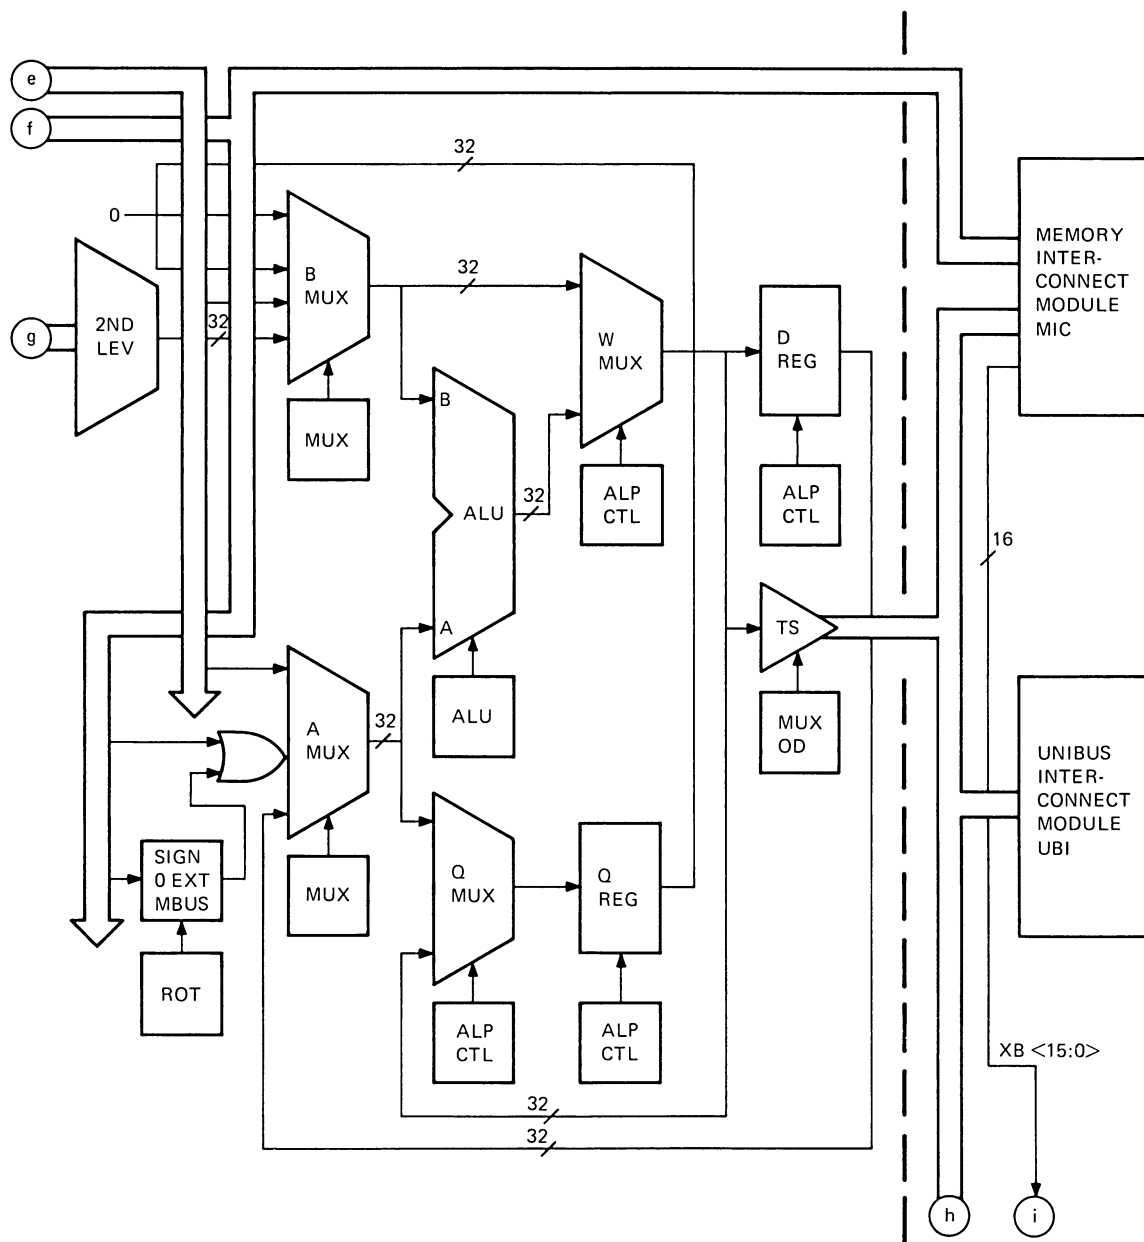 e
f
32
0
B
MUX
32
MEMORY
INTER-
CONNECT
MODULE
MIC
g
2ND
LEV
32
W
MUX
D
REG
MUX
B
ALU
32
ALP
CTL
ALP
CTL
16
A
TS
A
MUX
32
ALU
MUX
OD
UNIBUS
INTER-
CONNECT
MODULE
UBI
SIGN
0 EXT
MBUS
MUX
Q
MUX
Q
REG
ROT
ALP
CTL
ALP
CTL
XB <15:0>
32
32
h
i